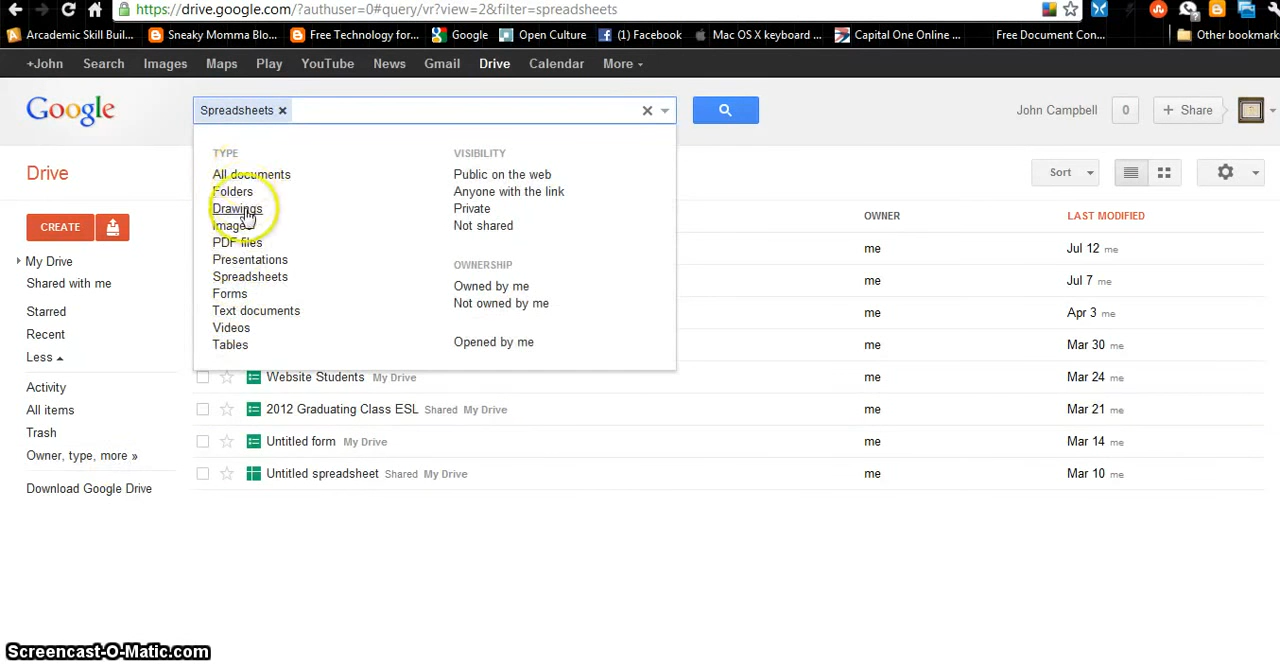 https://drive.google.com/?authuser=0#query/vr?view=2&filter=spreadsheets
Arcademic Skill Buil... Sneaky Momma Blo... Free Technology for... Google Open Culture (1) Facebook Mac OS X keyboard ... Capital One Online ... Free Document Con... Other bookmark
+John Search Images Maps Play YouTube News Gmail Drive Calendar More
Google Spreadsheets John Campbell 0 + Share
Drive Sort
CREATE
My Drive
Shared with me
Starred
Recent
Less
Activity
All items
Trash
Owner, type, more »
Download Google Drive
TYPE
All documents
Folders
Drawings
Images
PDF files
Presentations
Spreadsheets
Forms
Text documents
Videos
Tables
VISIBILITY
Public on the web
Anyone with the link
Private
Not shared
OWNERSHIP
Owned by me
Not owned by me
Opened by me
OWNER LAST MODIFIED
me Jul 12 me
me Jul 7 me
me Apr 3 me
me Mar 30 me
Website Students My Drive me Mar 24 me
2012 Graduating Class ESL Shared My Drive me Mar 21 me
Untitled form My Drive me Mar 14 me
Untitled spreadsheet Shared My Drive me Mar 10 me
Screencast-O-Matic.com